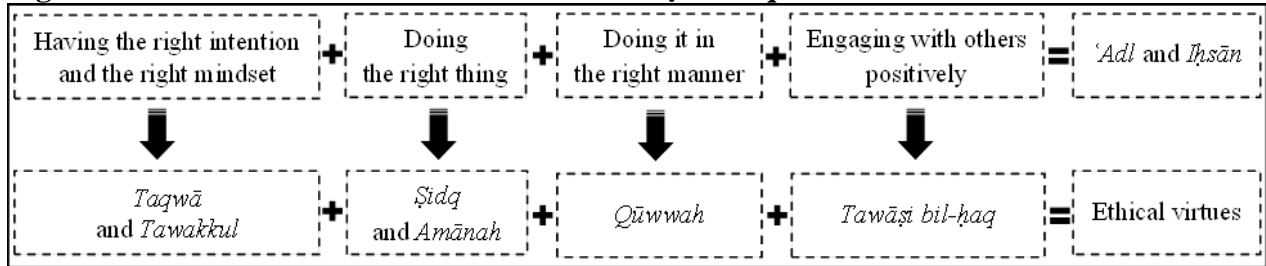 Having the right intention
and the right mindset
+
Doing
the right thing
+
Doing it in
the right manner
+
Engaging with others
positively
=
ʿAdl and Iḥsān
Taqwā
and Tawakkul
+
Ṣidq
and Amānah
+
Qūwwah
+
Tawāṣi bil-ḥaq
=
Ethical virtues